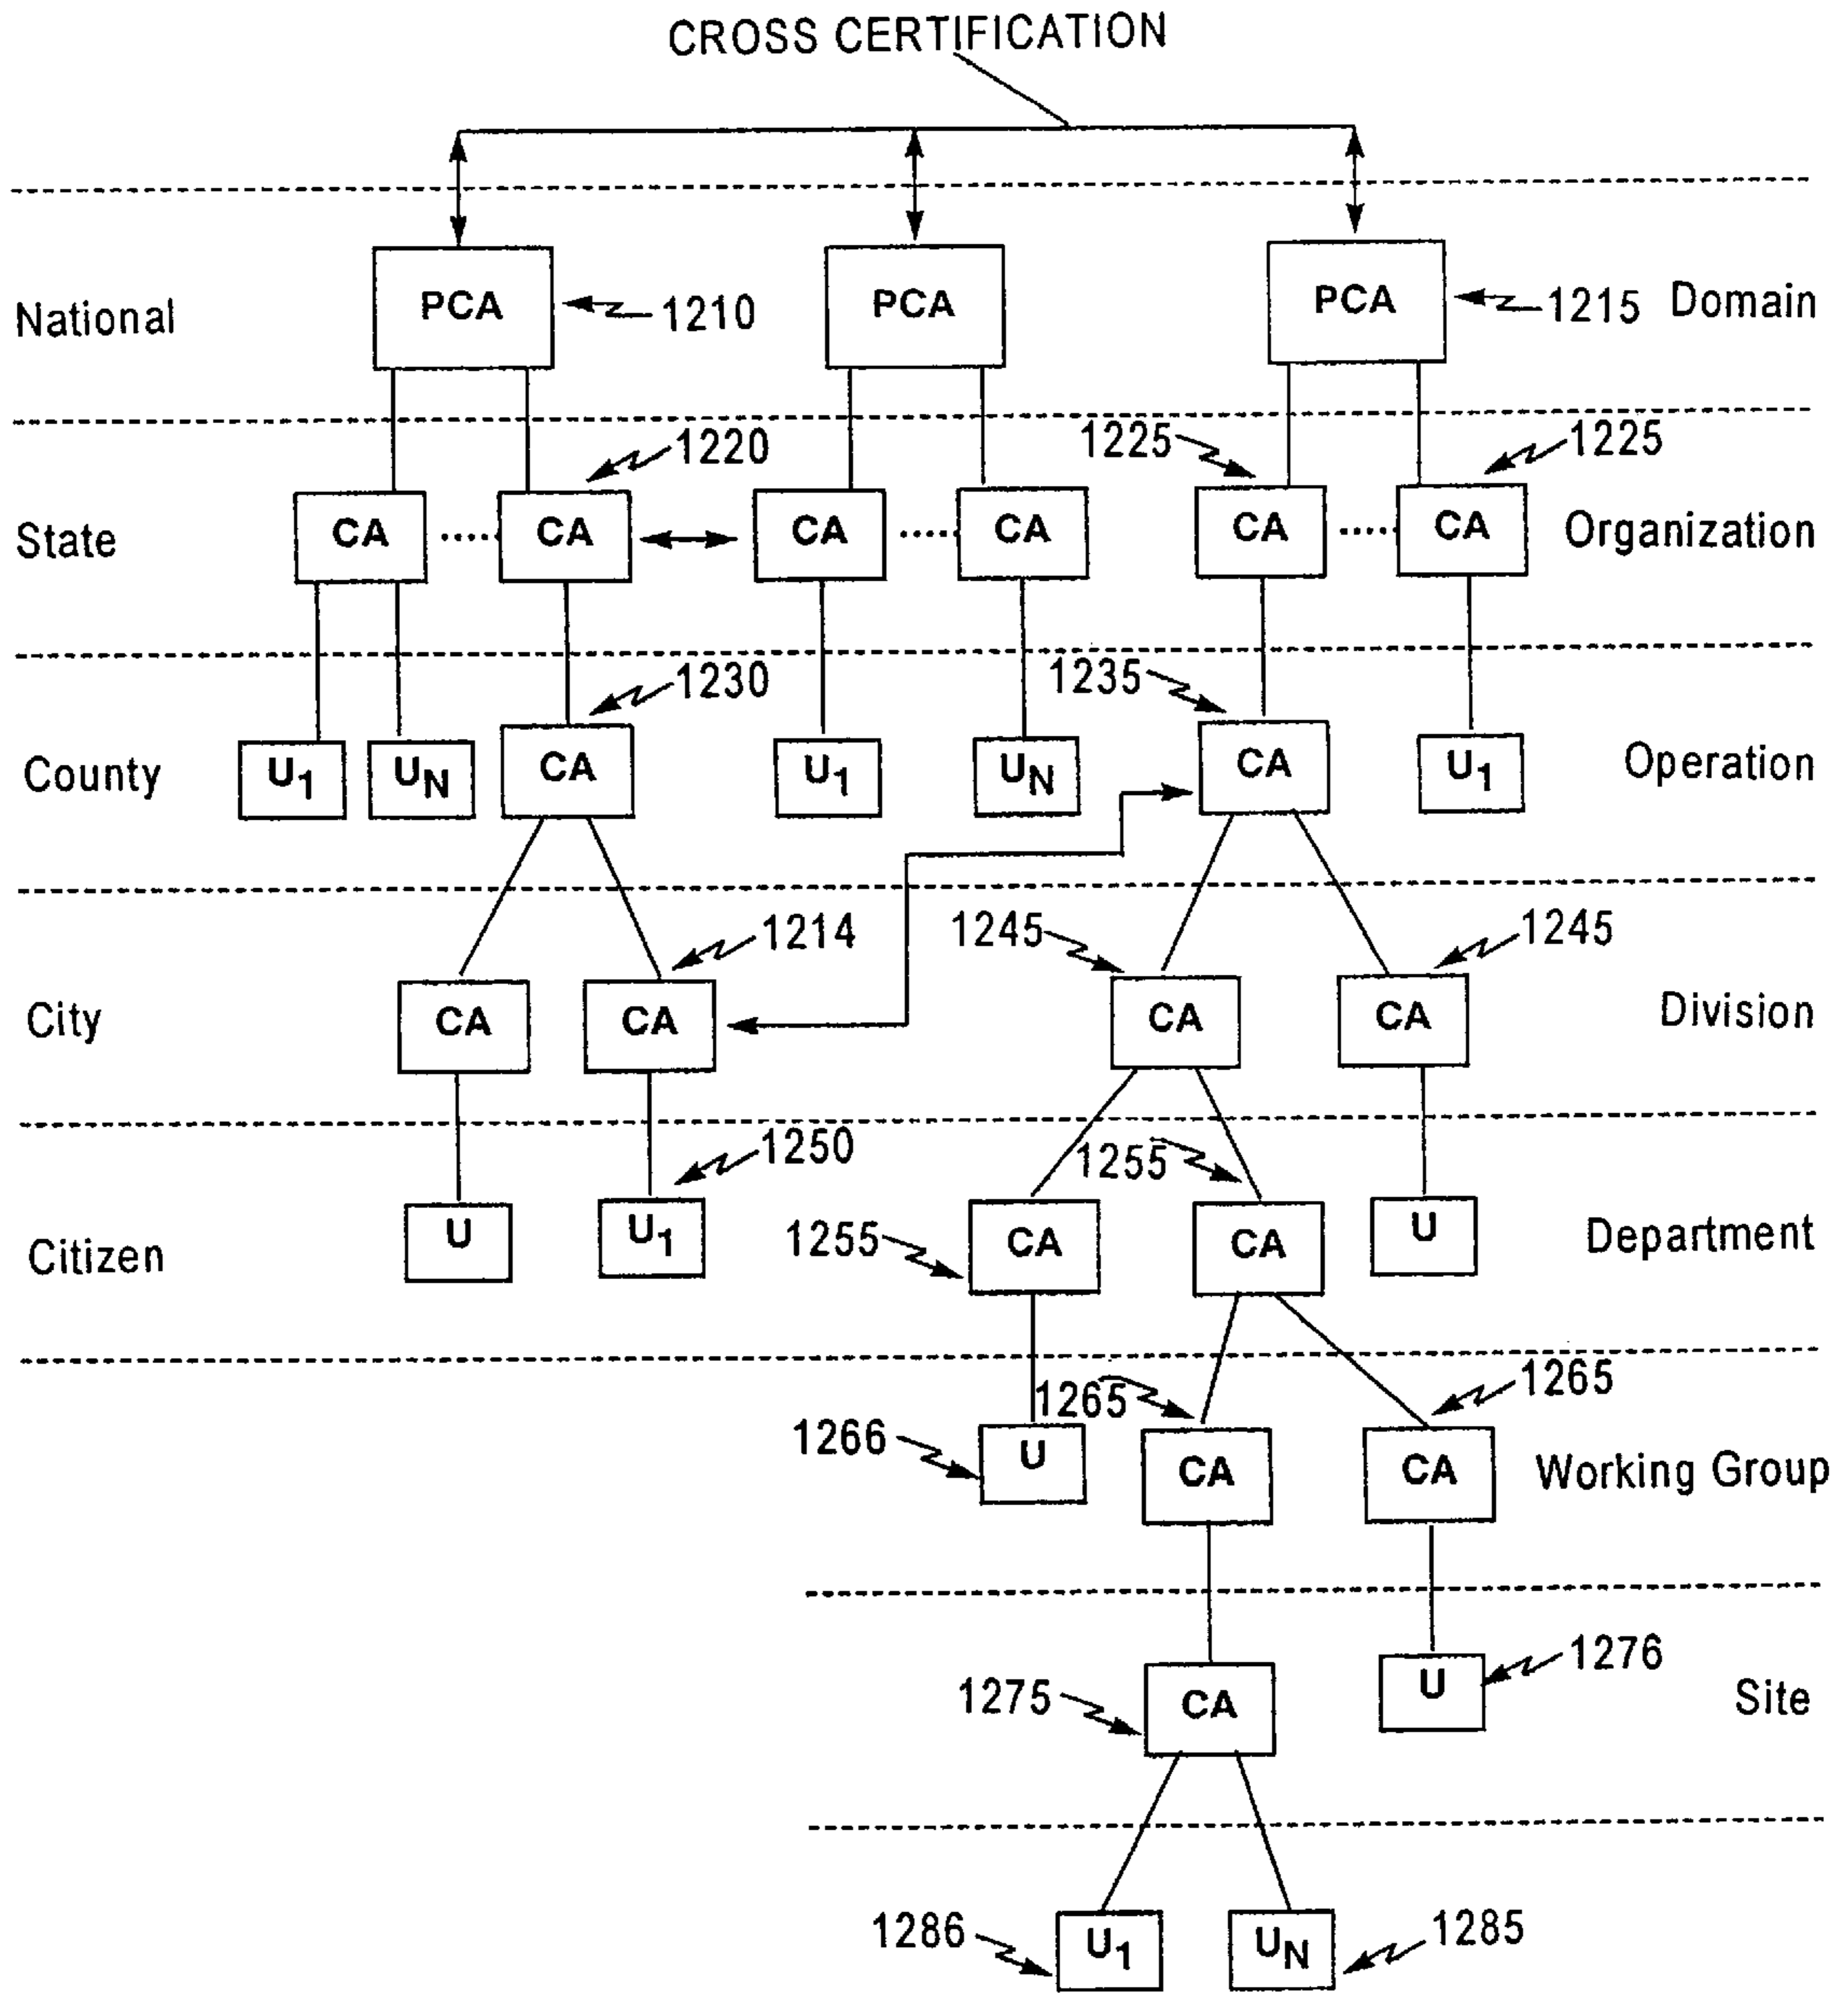 CROSS CERTIFICATION
National PCA 1210 PCA PCA 1215 Domain
1220 1225 1225
State CA CA CA CA CA CA Organization
1230 1235
County U1 UN CA U1 UN CA U1 Operation
1214 1245 1245
City CA CA CA CA Division
1250 1255
Citizen U U1 1255 CA CA U Department
1265 1265
1266 U CA CA Working Group
1276
1275 CA U Site
1286 U1 UN 1285